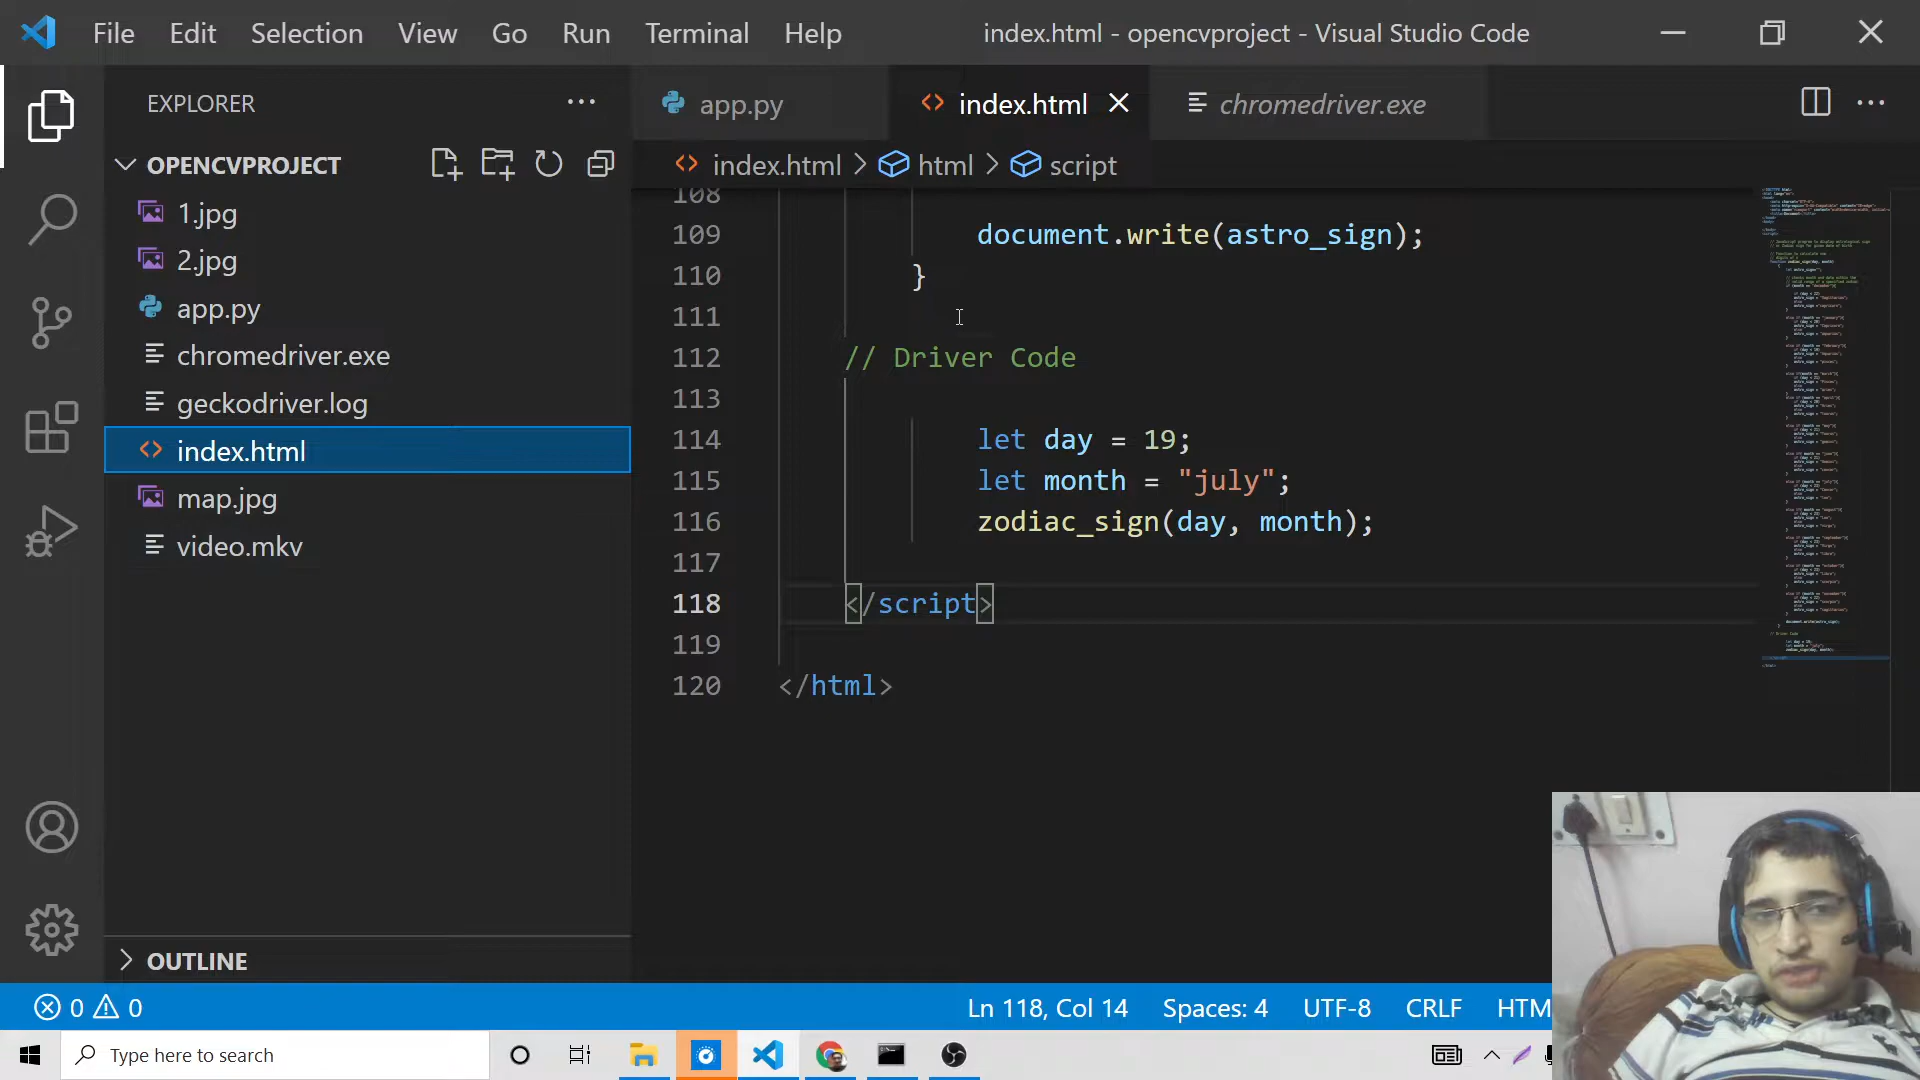 File Edit Selection View Go Run Terminal Help index.html - opencvproject - Visual Studio Code
EXPLORER
app.py
index.html
chromedriver.exe
OPENCVPROJECT
index.html > html > script
1.jpg
2.jpg
app.py
chromedriver.exe
geckodriver.log
index.html
map.jpg
video.mkv
OUTLINE
108
109 document.write(astro_sign);
110 }
111
112 // Driver Code
113
114 let day = 19;
115 let month = "july";
116 zodiac_sign(day, month);
117
118 </script>
119
120 </html>
0 0 Ln 118, Col 14 Spaces: 4 UTF-8 CRLF HTM
Type here to search